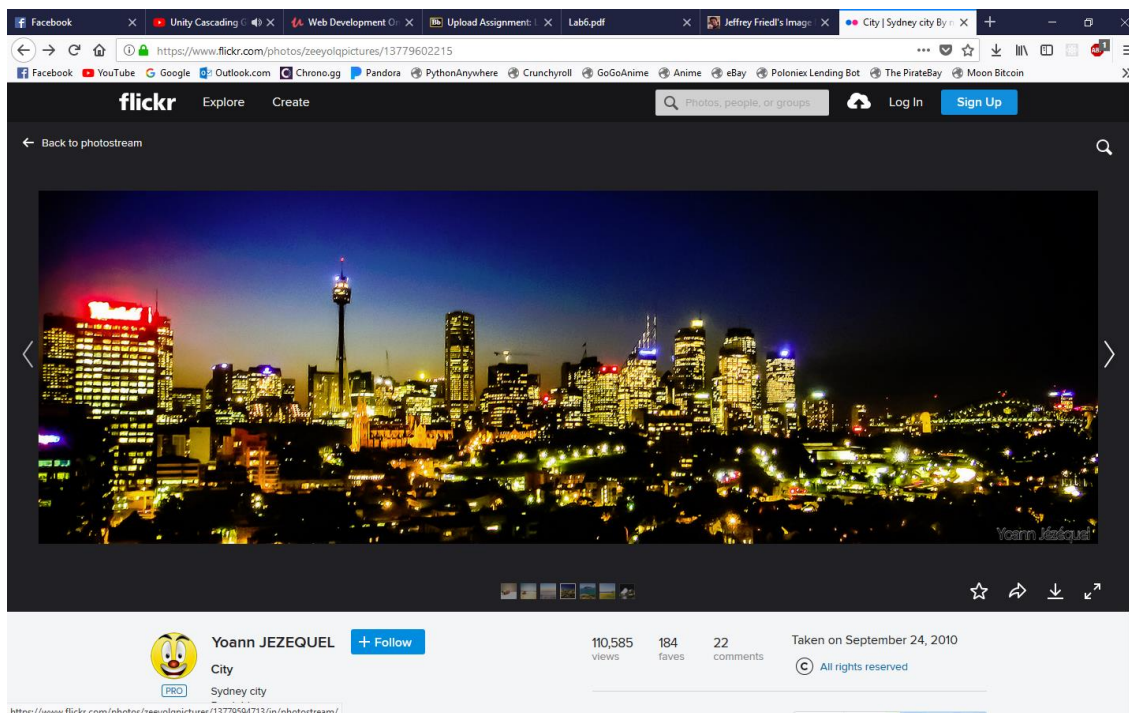 Facebook
Unity Cascading G
Web Development On
Upload Assignment: L
Lab6.pdf
Jeffrey Friedl's Image
City | Sydney city By
https://www.flickr.com/photos/zeeyolqpictures/13779602215
Facebook YouTube Google Outlook.com Chrono.gg Pandora PythonAnywhere Crunchyroll GoGoAnime Anime eBay Poloniex Lending Bot The PirateBay Moon Bitcoin
flickr Explore Create Photos, people, or groups Log In Sign Up
Back to photostream
Westfield
Yoann Jézéquel
Yoann JEZEQUEL + Follow 110,585 184 22 Taken on September 24, 2010
views faves comments
City © All rights reserved
PRO Sydney city
https://www.flickr.com/photos/zeeyolqpictures/13779594713/in/photostream/